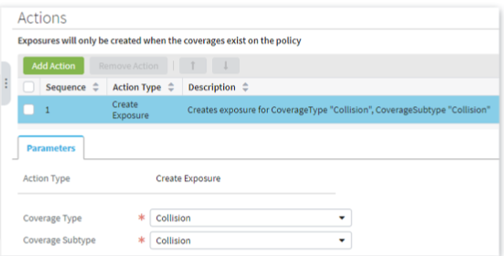 Actions
Exposures will only be created when the coverages exist on the policy
Add Action Remove Action
Sequence Action Type Description
1 Create Exposure Creates exposure for CoverageType "Collision", CoverageSubtype "Collision"
Parameters
Action Type Create Exposure
Coverage Type * Collision
Coverage Subtype * Collision